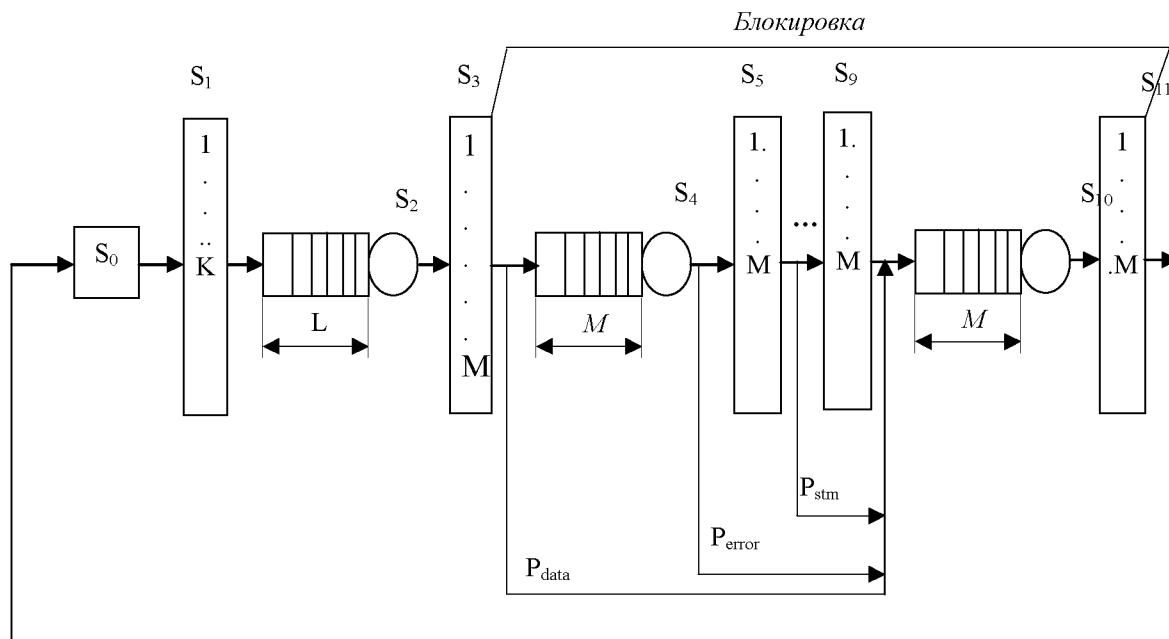 Блокировка
S₁
S₃
S₅
S₉
S₁₁
1
.
.
..
K
1
.
.
.
.
.
M
1.
.
.
.
M
...
1.
.
.
.
M
1
.
.
.
.M
S₂
S₄
S₁₀
S₀
L
M
M
Pstm
Perror
Pdata